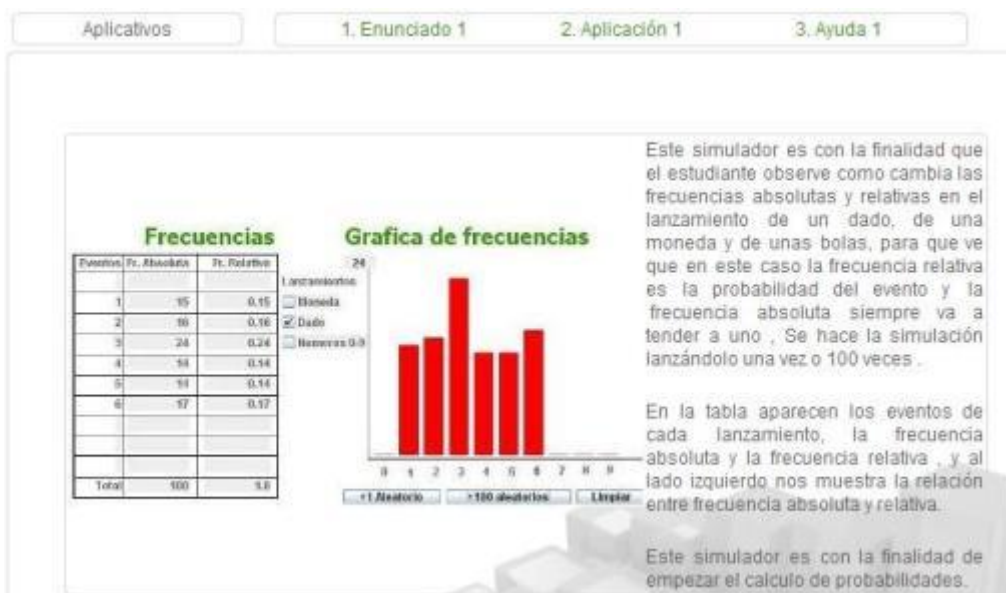 Aplicativos
1. Enunciado 1 2. Aplicación 1 3. Ayuda 1
Frecuencias
Eventos Fr. Absoluta Fr. Relativa
1 15 0.15
2 16 0.16
3 24 0.24
4 14 0.14
5 14 0.14
6 17 0.17
Total 100 1.0
Lanzamientos
Moneda
Dado
Numeros 0-9
Grafica de frecuencias
24
0 1 2 3 4 5 6 7 8 9
+1 Aleatorio +100 aleatorios Limpiar
Este simulador es con la finalidad que
el estudiante observe como cambia las
frecuencias absolutas y relativas en el
lanzamiento de un dado, de una
moneda y de unas bolas, para que ve
que en este caso la frecuencia relativa
es la probabilidad del evento y la
frecuencia absoluta siempre va a
tender a uno , Se hace la simulación
lanzándolo una vez o 100 veces .
En la tabla aparecen los eventos de
cada lanzamiento, la frecuencia
absoluta y la frecuencia relativa , y al
lado izquierdo nos muestra la relación
entre frecuencia absoluta y relativa.
Este simulador es con la finalidad de
empezar el calculo de probabilidades.